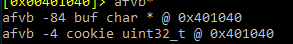 [0x00401040]> afvb*
afvb -84 buf char * @ 0x401040
afvb -4 cookie uint32_t @ 0x401040